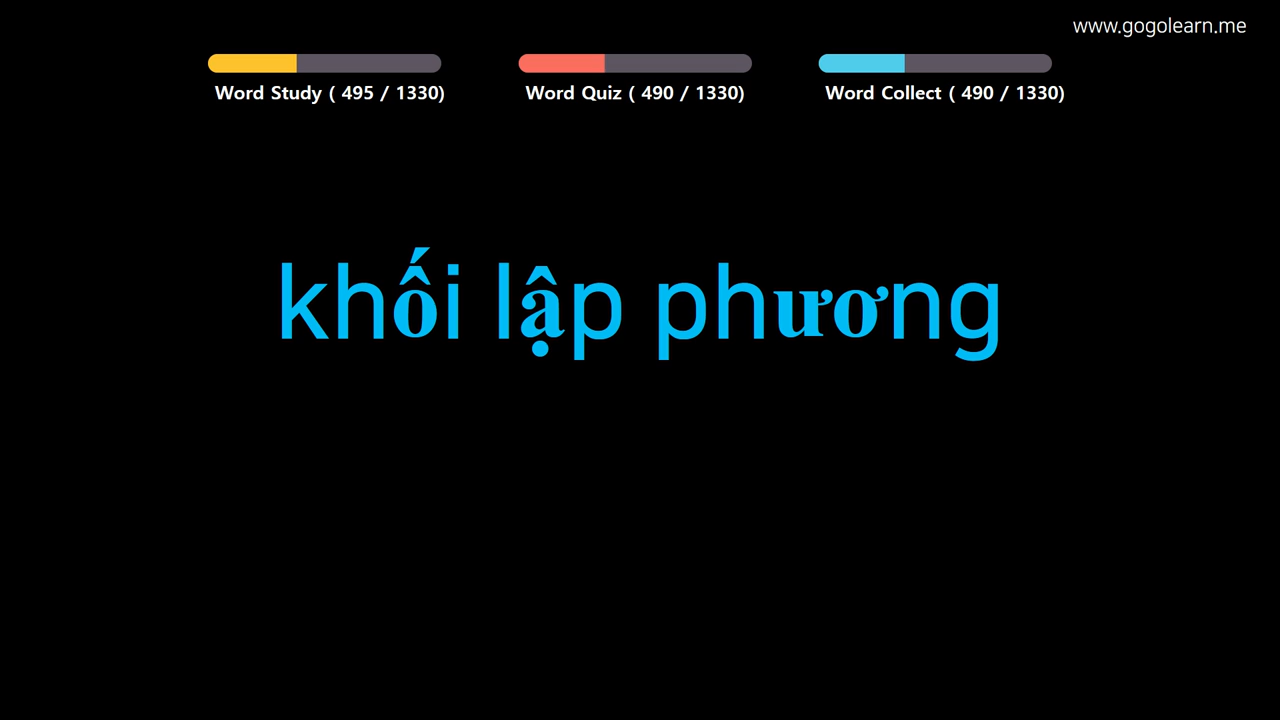 www.gogolearn.me
Word Study ( 495 / 1330)
Word Quiz ( 490 / 1330)
Word Collect ( 490 / 1330)
khối lập phương